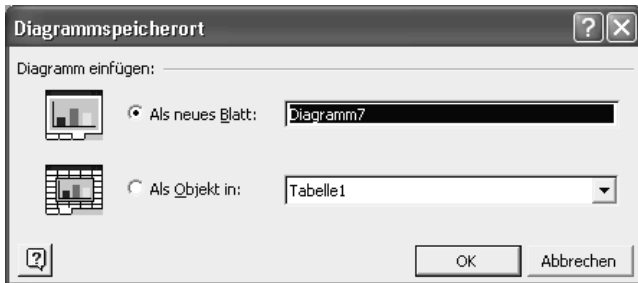 Diagrammspeicherort
Diagramm einfügen:
Als neues Blatt: Diagramm7
Als Objekt in: Tabelle1
OK Abbrechen